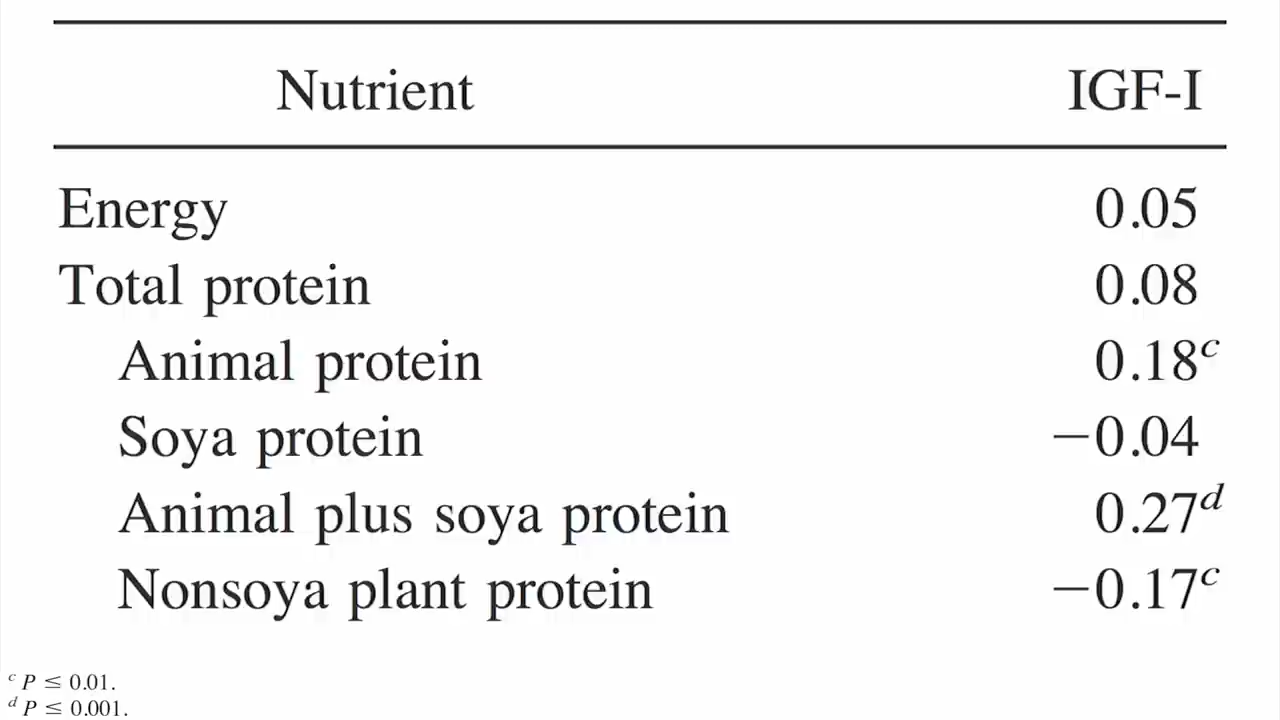 Nutrient IGF-I
Energy 0.05
Total protein 0.08
Animal protein 0.18c
Soya protein −0.04
Animal plus soya protein 0.27d
Nonsoya plant protein −0.17c
c P ≤ 0.01.
d P ≤ 0.001.